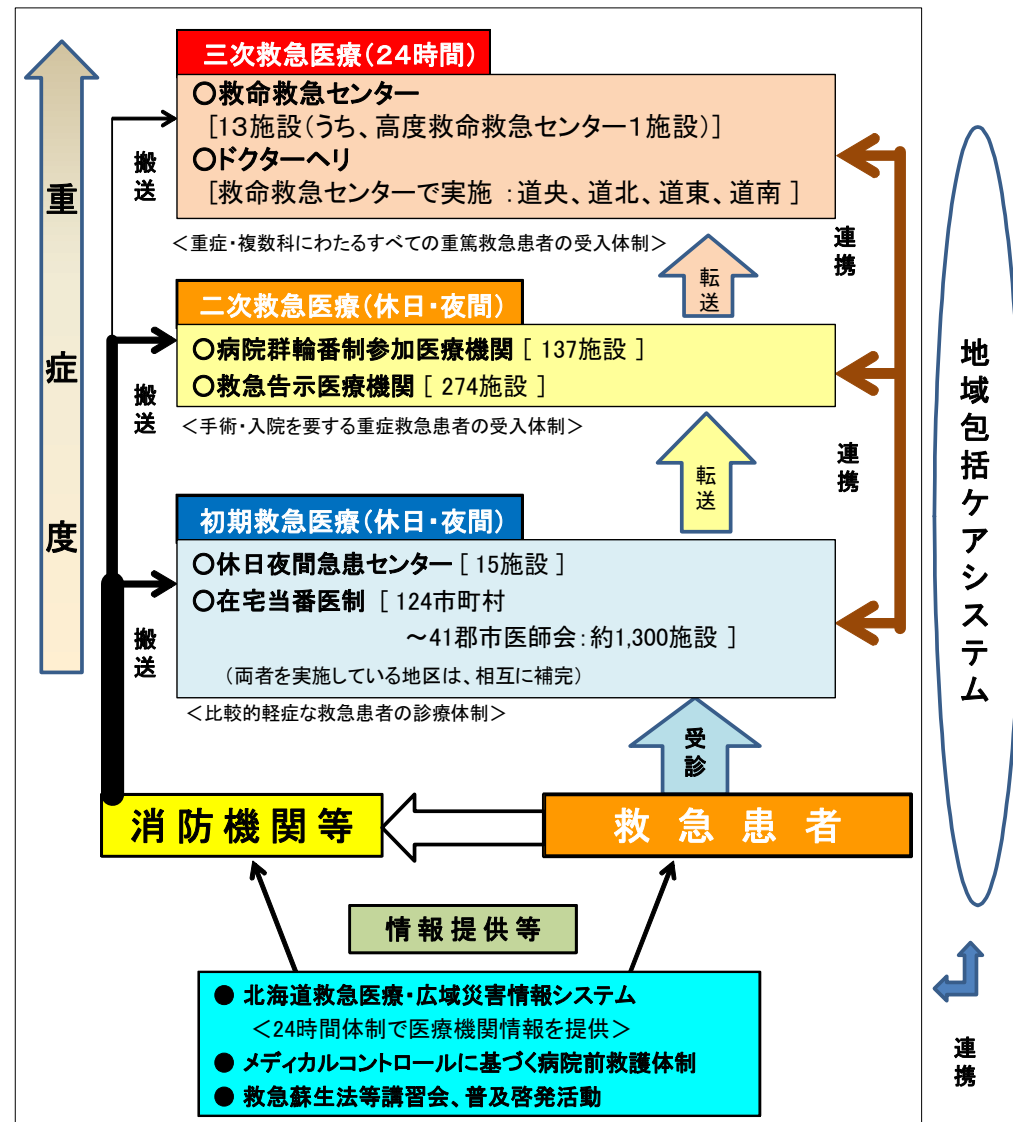 三次救急医療(24時間)
○救命救急センター
[13施設(うち、高度救命救急センター1施設)]
○ドクターヘリ
[救命救急センターで実施 :道央、道北、道東、道南 ]
<重症・複数科にわたるすべての重篤救急患者の受入体制>
搬送
転送
連携
重症度
二次救急医療(休日・夜間)
○病院群輪番制参加医療機関 [ 137施設 ]
○救急告示医療機関 [ 274施設 ]
<手術・入院を要する重症救急患者の受入体制>
搬送
転送
連携
地域包括ケアシステム
初期救急医療(休日・夜間)
○休日夜間急患センター [ 15施設 ]
○在宅当番医制 [ 124市町村
~41郡市医師会:約1,300施設 ]
(両者を実施している地区は、相互に補完)
<比較的軽症な救急患者の診療体制>
搬送
受診
消防機関等
救急患者
情報提供等
● 北海道救急医療・広域災害情報システム
<24時間体制で医療機関情報を提供>
● メディカルコントロールに基づく病院前救護体制
● 救急蘇生法等講習会、普及啓発活動
連携